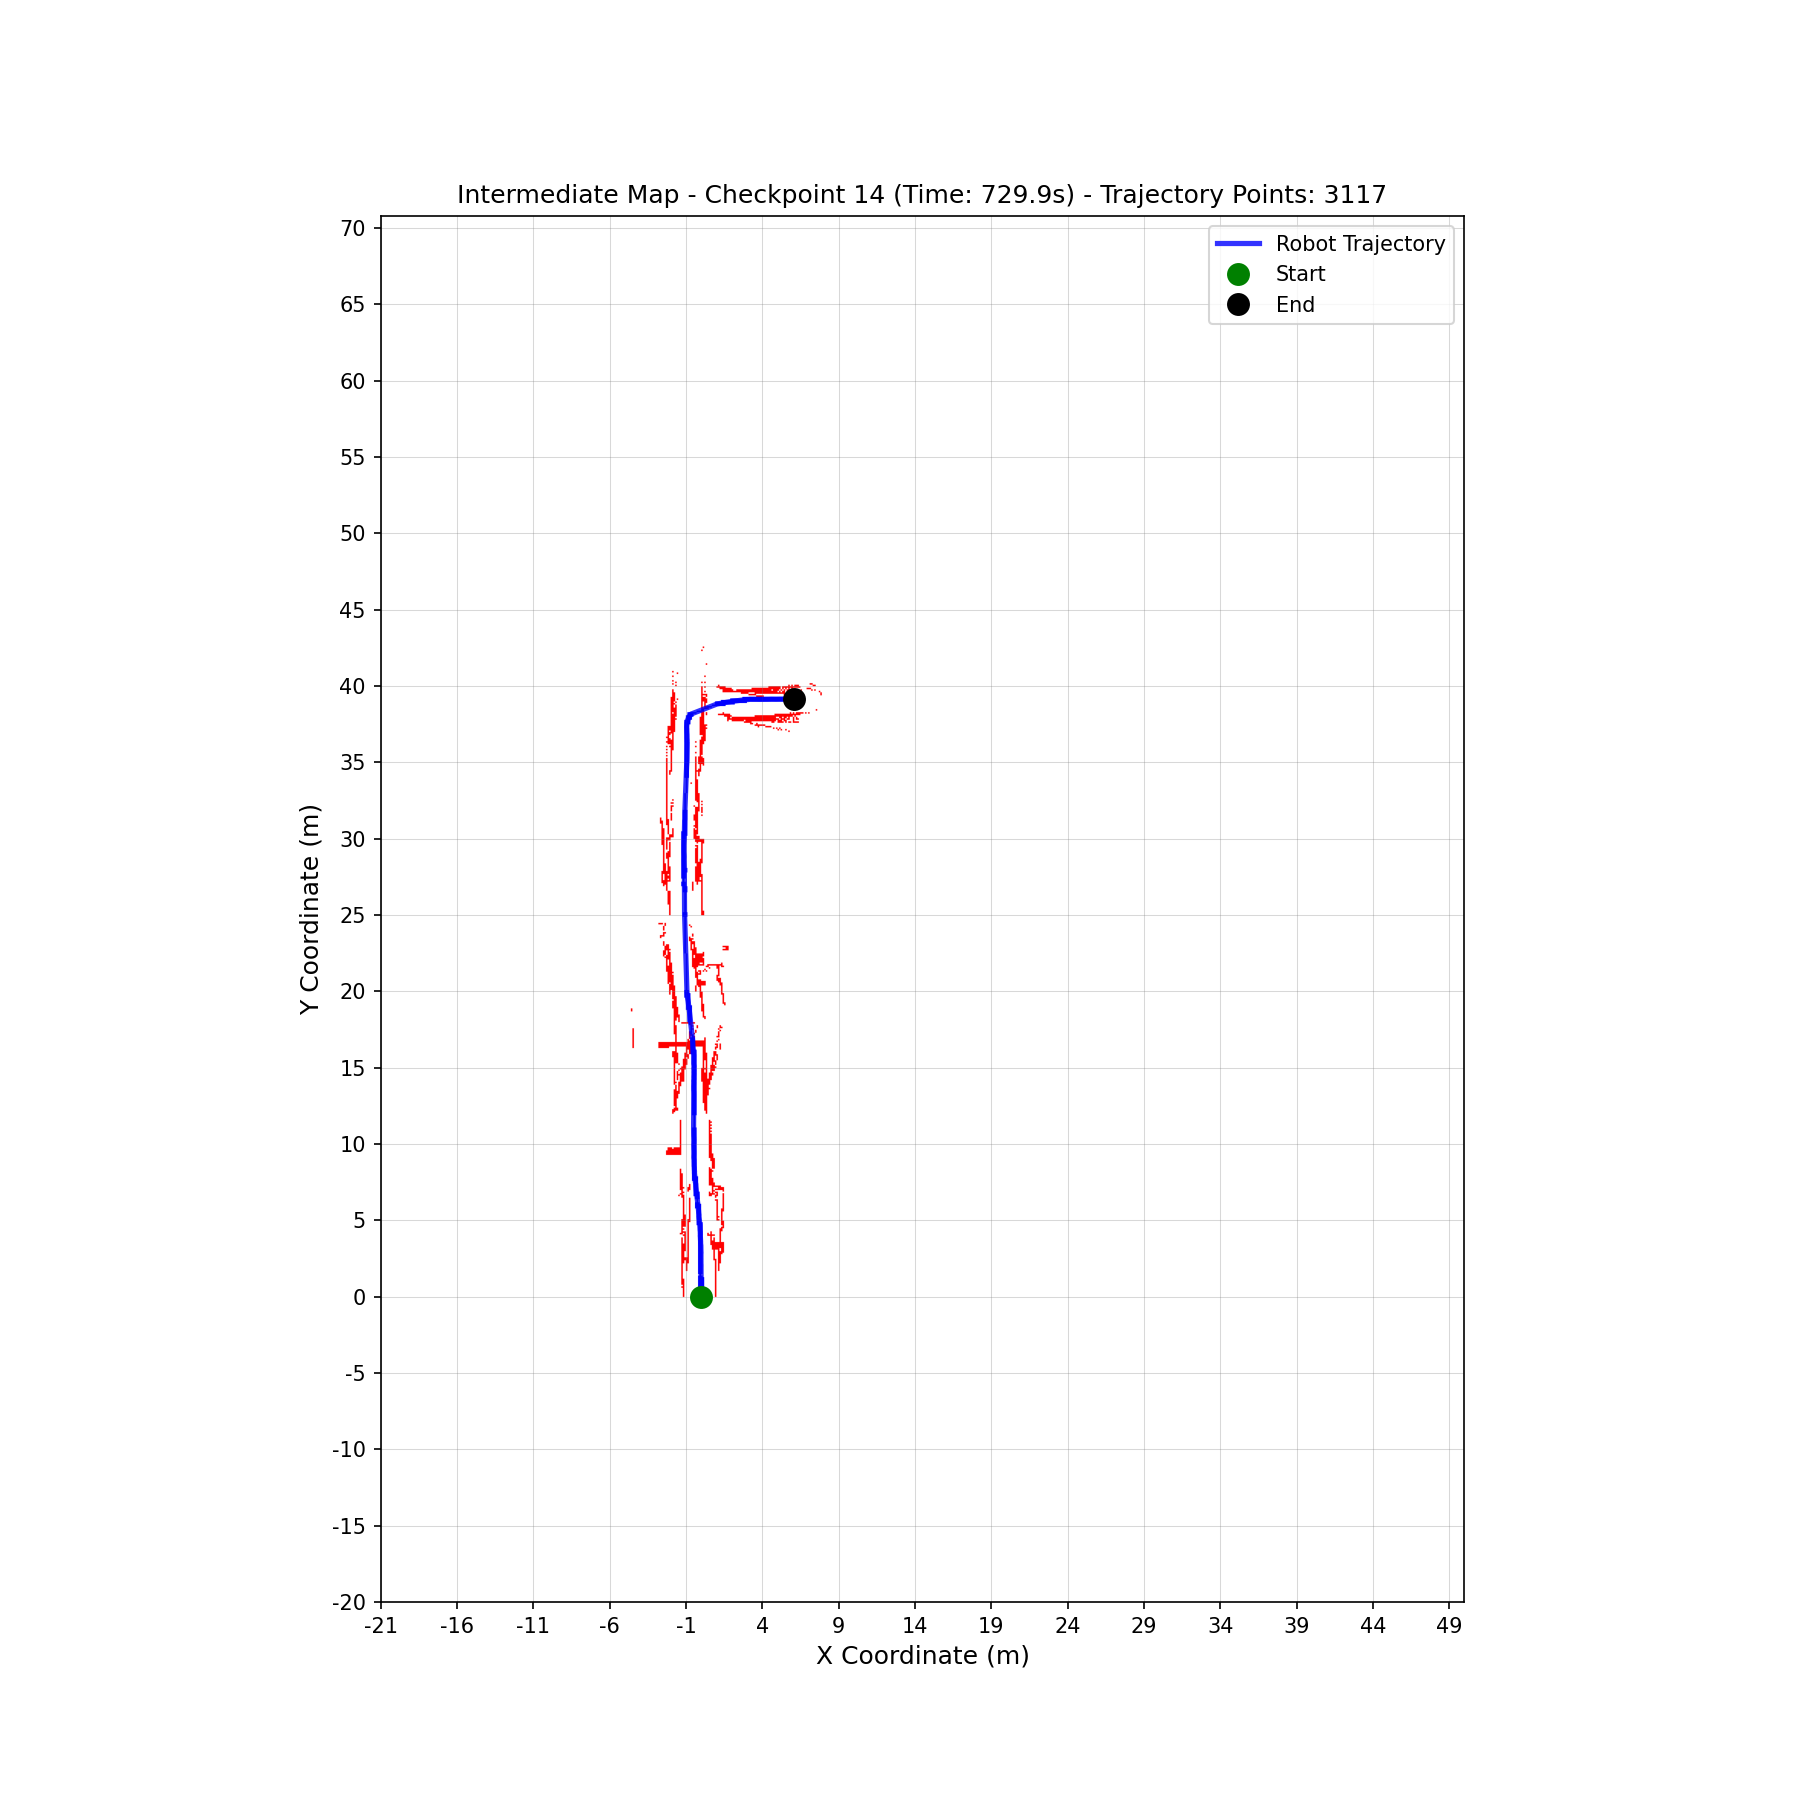 Intermediate Map - Checkpoint 14 (Time: 729.9s) - Trajectory Points: 3117
Robot Trajectory
Start
End
70
65
60
55
50
45
40
35
30
25
20
15
10
5
0
-5
-10
-15
-20
Y Coordinate (m)
-21 -16 -11 -6 -1 4 9 14 19 24 29 34 39 44 49
X Coordinate (m)